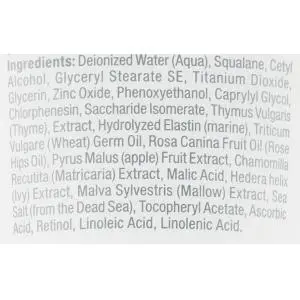 Ingredients: Deionized Water (Aqua), Squalane, Cetyl
Alcohol, Glyceryl Stearate SE, Titanium Dioxide,
Glycerin, Zinc Oxide, Phenoxyethanol, Caprylyl Glycol,
Chlorphenesin, Saccharide Isomerate, Thymus Vulgaris
(Thyme), Extract, Hydrolyzed Elastin (marine), Triticum
Vulgare (Wheat) Germ Oil, Rosa Canina Fruit Oil (Rose
Hips Oil), Pyrus Malus (apple) Fruit Extract, Chamomilla
Recutita (Matricaria) Extract, Malic Acid, Hedera helix
(Ivy) Extract, Malva Sylvestris (Mallow) Extract, Sea
Salt (from the Dead Sea), Tocopheryl Acetate, Ascorbic
Acid, Retinol, Linoleic Acid, Linolenic Acid.